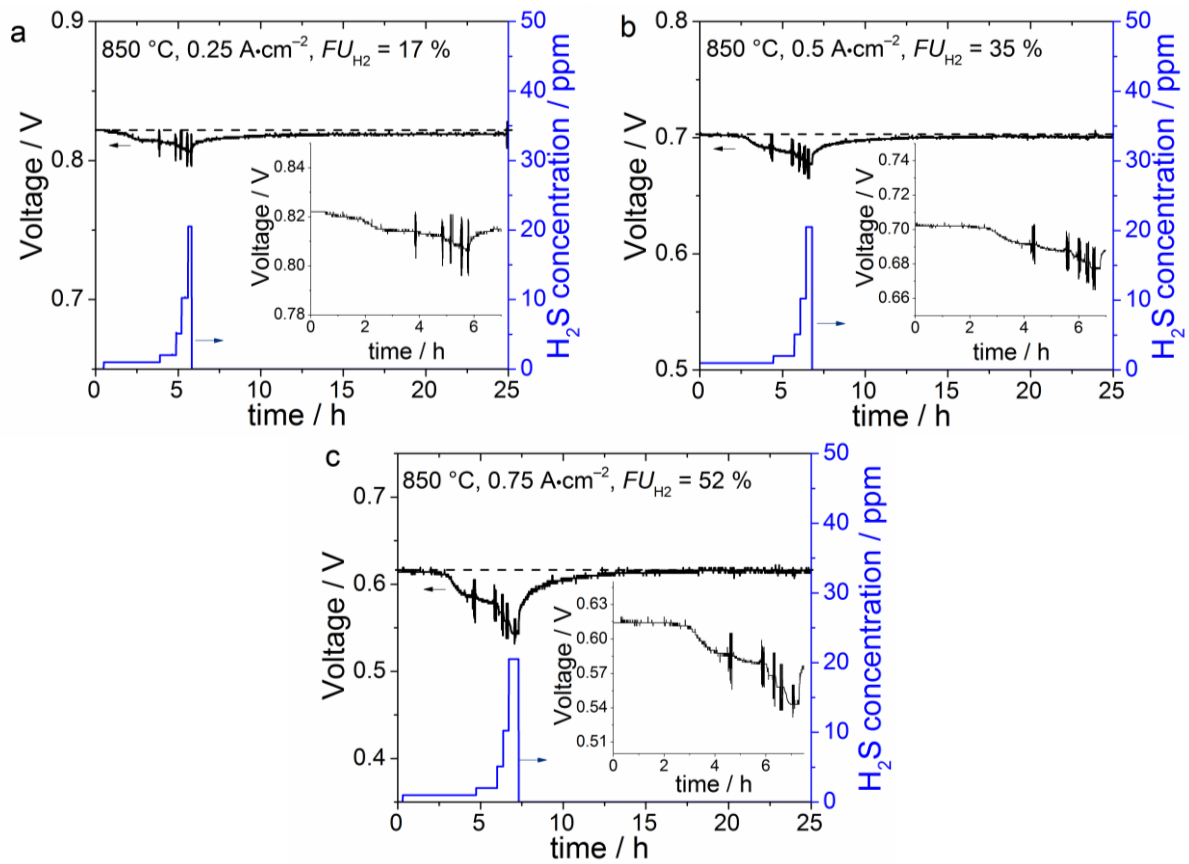 a
850 °C, 0.25 A·cm⁻², FU_H2 = 17 %
Voltage / V
0.9
0.8
0.7
H₂S concentration / ppm
50
40
30
20
10
0
0 5 10 15 20 25
time / h
Voltage / V
0.84
0.82
0.80
0.78
0 2 4 6
time / h
b
850 °C, 0.5 A·cm⁻², FU_H2 = 35 %
Voltage / V
0.8
0.7
0.6
0.5
H₂S concentration / ppm
50
40
30
20
10
0
0 5 10 15 20 25
time / h
Voltage / V
0.74
0.72
0.70
0.68
0.66
0 2 4 6
time / h
c
850 °C, 0.75 A·cm⁻², FU_H2 = 52 %
Voltage / V
0.7
0.6
0.5
0.4
H₂S concentration / ppm
50
40
30
20
10
0
0 5 10 15 20 25
time / h
Voltage / V
0.63
0.60
0.57
0.54
0.51
0 2 4 6
time / h